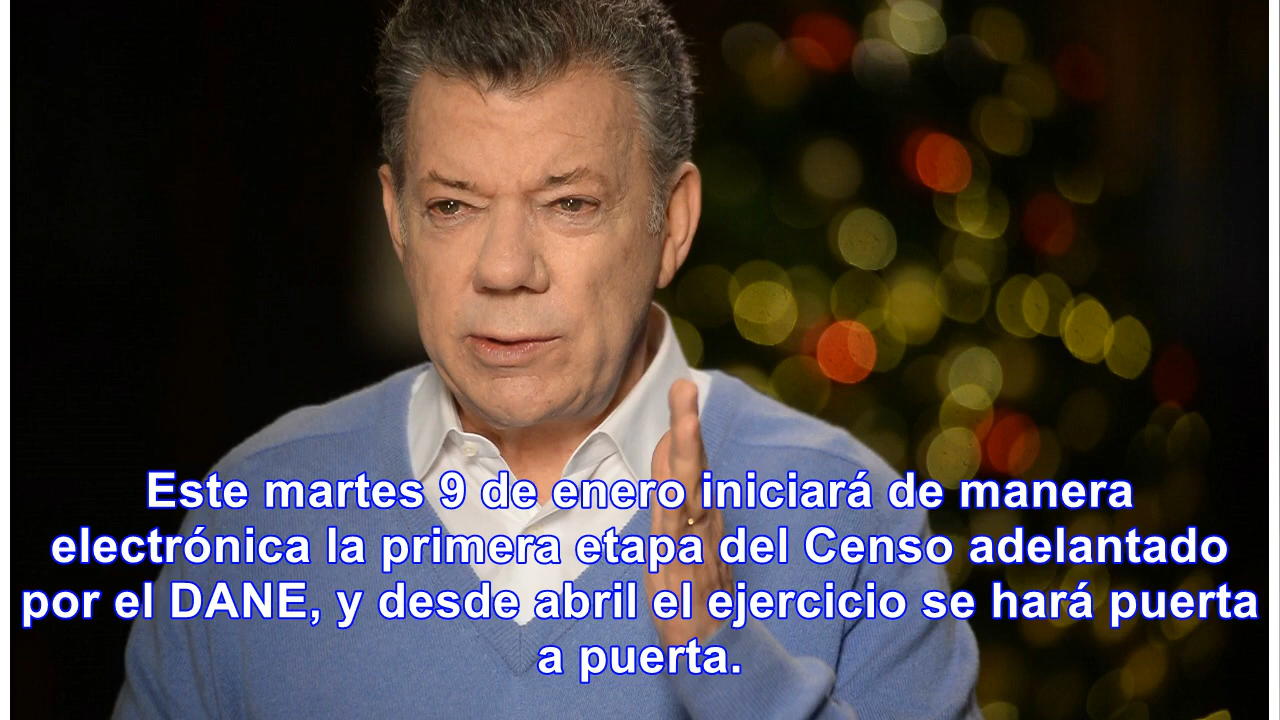 Este martes 9 de enero iniciará de manera
electrónica la primera etapa del Censo adelantado
por el DANE, y desde abril el ejercicio se hará puerta
a puerta.